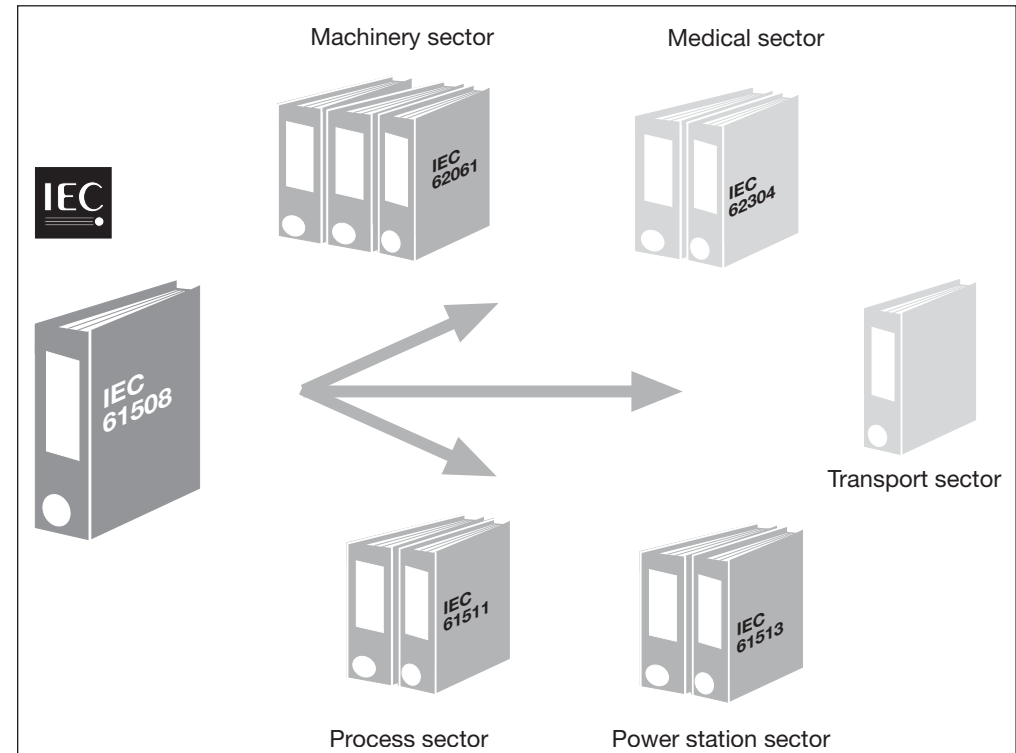 Machinery sector
Medical sector
IEC
62061
IEC
62304
IEC
IEC
61508
Transport sector
IEC
61511
IEC
61513
Process sector
Power station sector